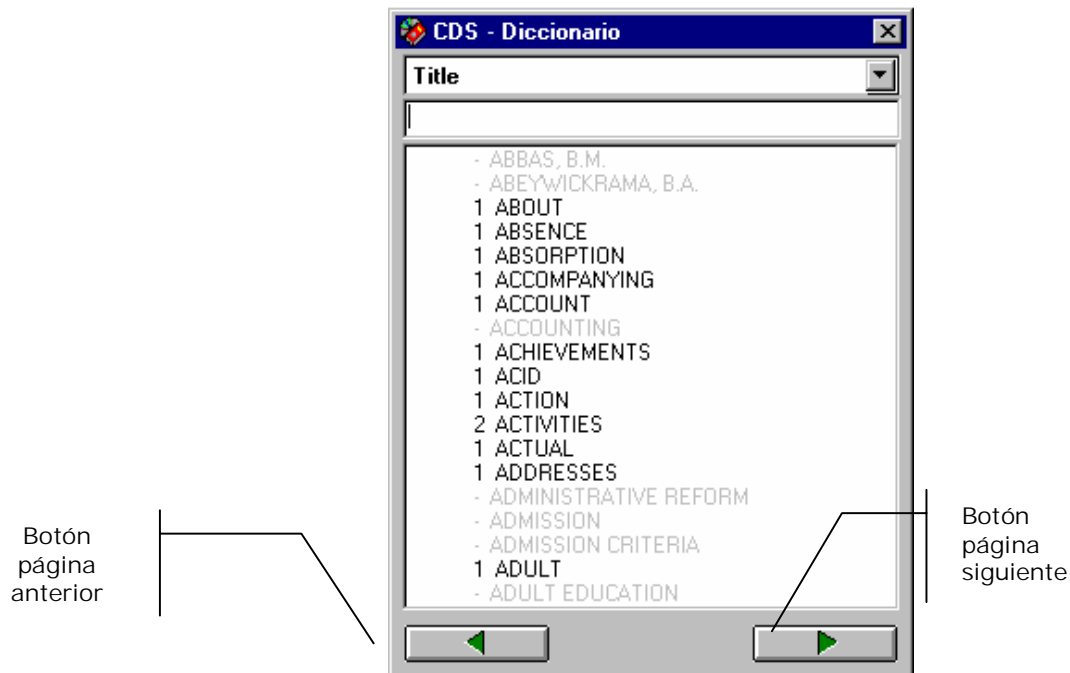 CDS - Diccionario
Title
- ABBAS, B.M.
- ABEYWICKRAMA, B.A.
1 ABOUT
1 ABSENCE
1 ABSORPTION
1 ACCOMPANYING
1 ACCOUNT
- ACCOUNTING
1 ACHIEVEMENTS
1 ACID
1 ACTION
2 ACTIVITIES
1 ACTUAL
1 ADDRESSES
- ADMINISTRATIVE REFORM
- ADMISSION
- ADMISSION CRITERIA
1 ADULT
- ADULT EDUCATION
Botón
página
anterior
Botón
página
siguiente